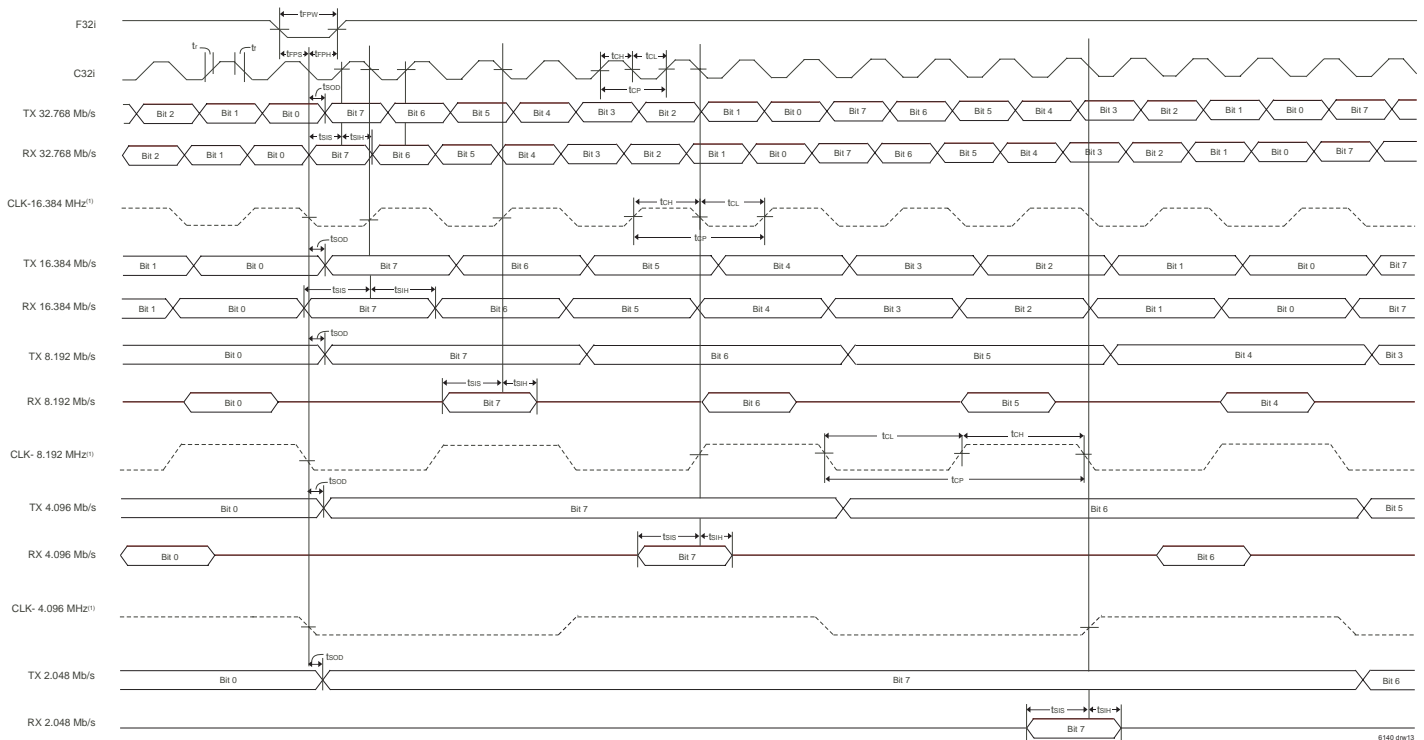 F32i
tFPW
tr
tf
tFPS
tFPH
tCH
tCL
C32i
tCP
tSOD
TX 32.768 Mb/s
Bit 2
Bit 1
Bit 0
Bit 7
Bit 6
Bit 5
Bit 4
Bit 3
Bit 2
Bit 1
Bit 0
Bit 7
Bit 6
Bit 5
Bit 4
Bit 3
Bit 2
Bit 1
Bit 0
Bit 7
tSIS
tSIH
RX 32.768 Mb/s
Bit 2
Bit 1
Bit 0
Bit 7
Bit 6
Bit 5
Bit 4
Bit 3
Bit 2
Bit 1
Bit 0
Bit 7
Bit 6
Bit 5
Bit 4
Bit 3
Bit 2
Bit 1
Bit 0
Bit 7
CLK-16.384 MHz(1)
tCH
tCL
tCP
tSOD
TX 16.384 Mb/s
Bit 1
Bit 0
Bit 7
Bit 6
Bit 5
Bit 4
Bit 3
Bit 2
Bit 1
Bit 0
Bit 7
tSIS
tSIH
RX 16.384 Mb/s
Bit 1
Bit 0
Bit 7
Bit 6
Bit 5
Bit 4
Bit 3
Bit 2
Bit 1
Bit 0
Bit 7
tSOD
TX 8.192 Mb/s
Bit 0
Bit 7
Bit 6
Bit 5
Bit 4
Bit 3
tSIS
tSIH
RX 8.192 Mb/s
Bit 0
Bit 7
Bit 6
Bit 5
Bit 4
CLK- 8.192 MHz(1)
tCL
tCH
tCP
tSOD
TX 4.096 Mb/s
Bit 0
Bit 7
Bit 6
Bit 5
tSIS
tSIH
RX 4.096 Mb/s
Bit 0
Bit 7
Bit 6
CLK- 4.096 MHz(1)
tSOD
TX 2.048 Mb/s
Bit 0
Bit 7
Bit 6
tSIS
tSIH
RX 2.048 Mb/s
Bit 7
6140 drw13